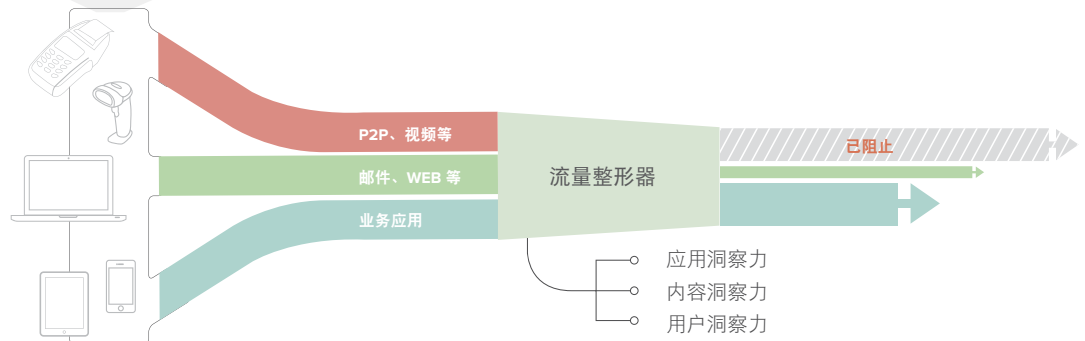 P2P、视频等
已阻止
邮件、WEB 等
流量整形器
业务应用
应用洞察力
内容洞察力
用户洞察力